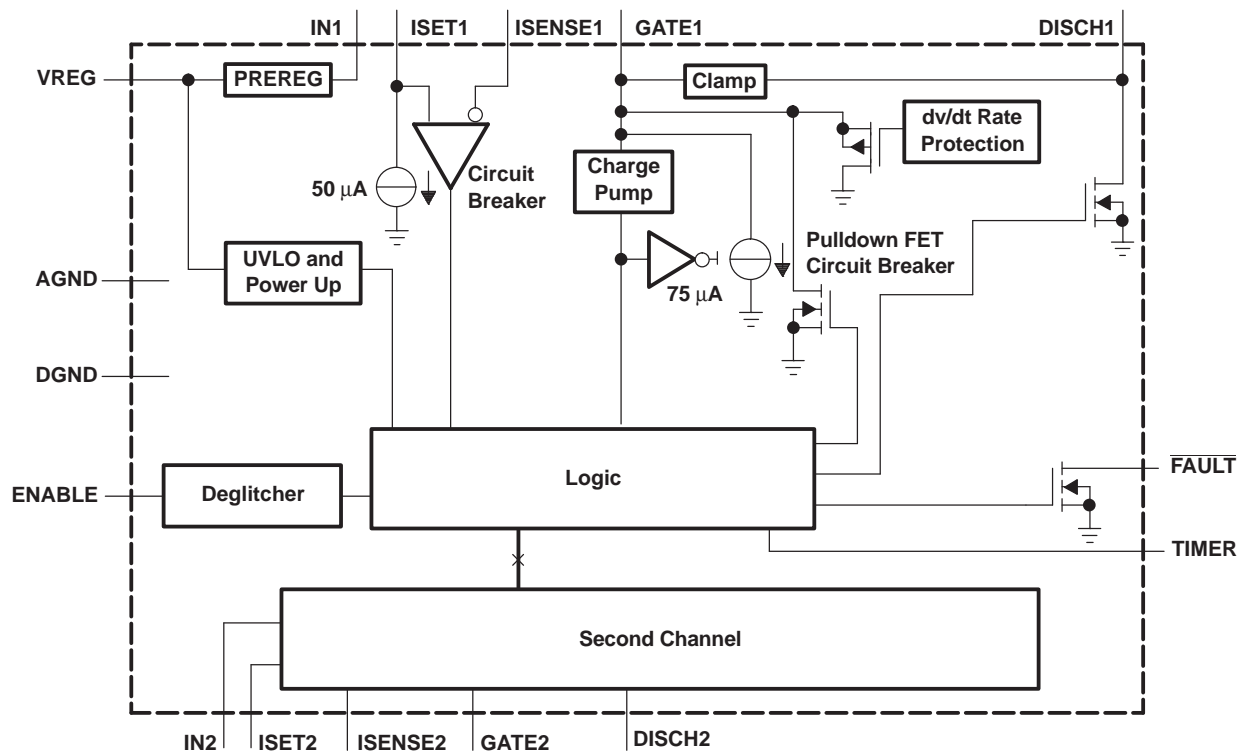 IN1
ISET1
ISENSE1
GATE1
DISCH1
VREG
PREREG
Clamp
dv/dt Rate
Protection
Circuit
Breaker
50 μA
Charge
Pump
UVLO and
Power Up
Pulldown FET
Circuit Breaker
75 μA
AGND
DGND
ENABLE
Deglitcher
Logic
FAULT
TIMER
Second Channel
IN2
ISET2
ISENSE2
GATE2
DISCH2